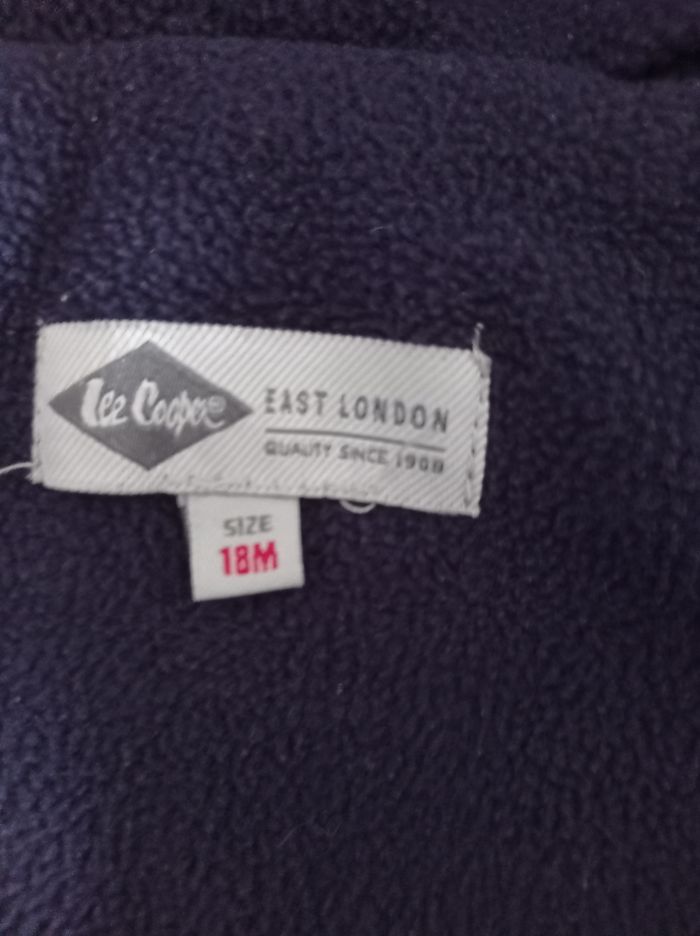 Lee Cooper®
EAST LONDON
QUALITY SINCE 1908
SIZE
18M